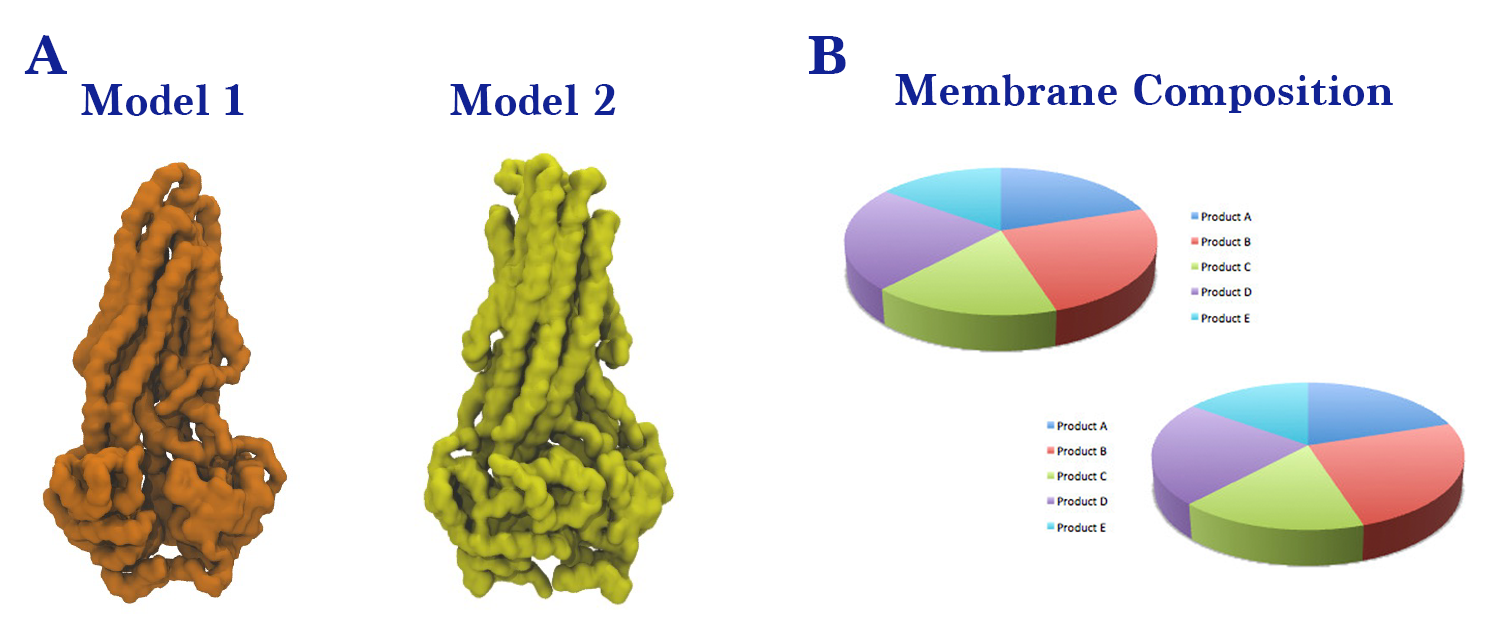 A
Model 1
Model 2
B
Membrane Composition
Product A
Product B
Product C
Product D
Product E
Product A
Product B
Product C
Product D
Product E